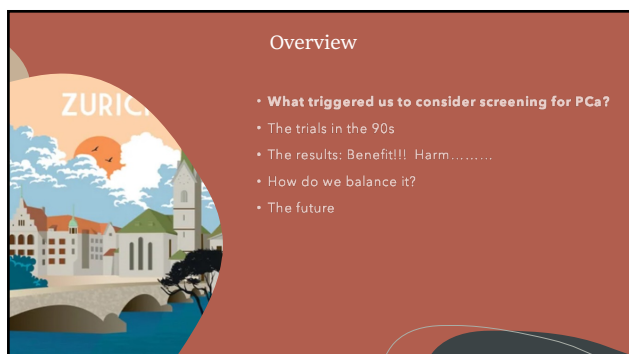 Overview
ZURIC
• What triggered us to consider screening for PCa?
• The trials in the 90s
• The results: Benefit!!! Harm.........
• How do we balance it?
• The future